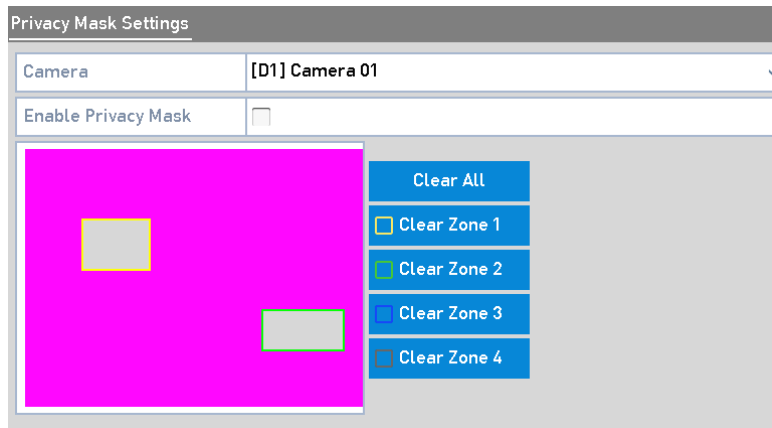 Privacy Mask Settings
Camera
[D1] Camera 01
Enable Privacy Mask
Clear All
Clear Zone 1
Clear Zone 2
Clear Zone 3
Clear Zone 4